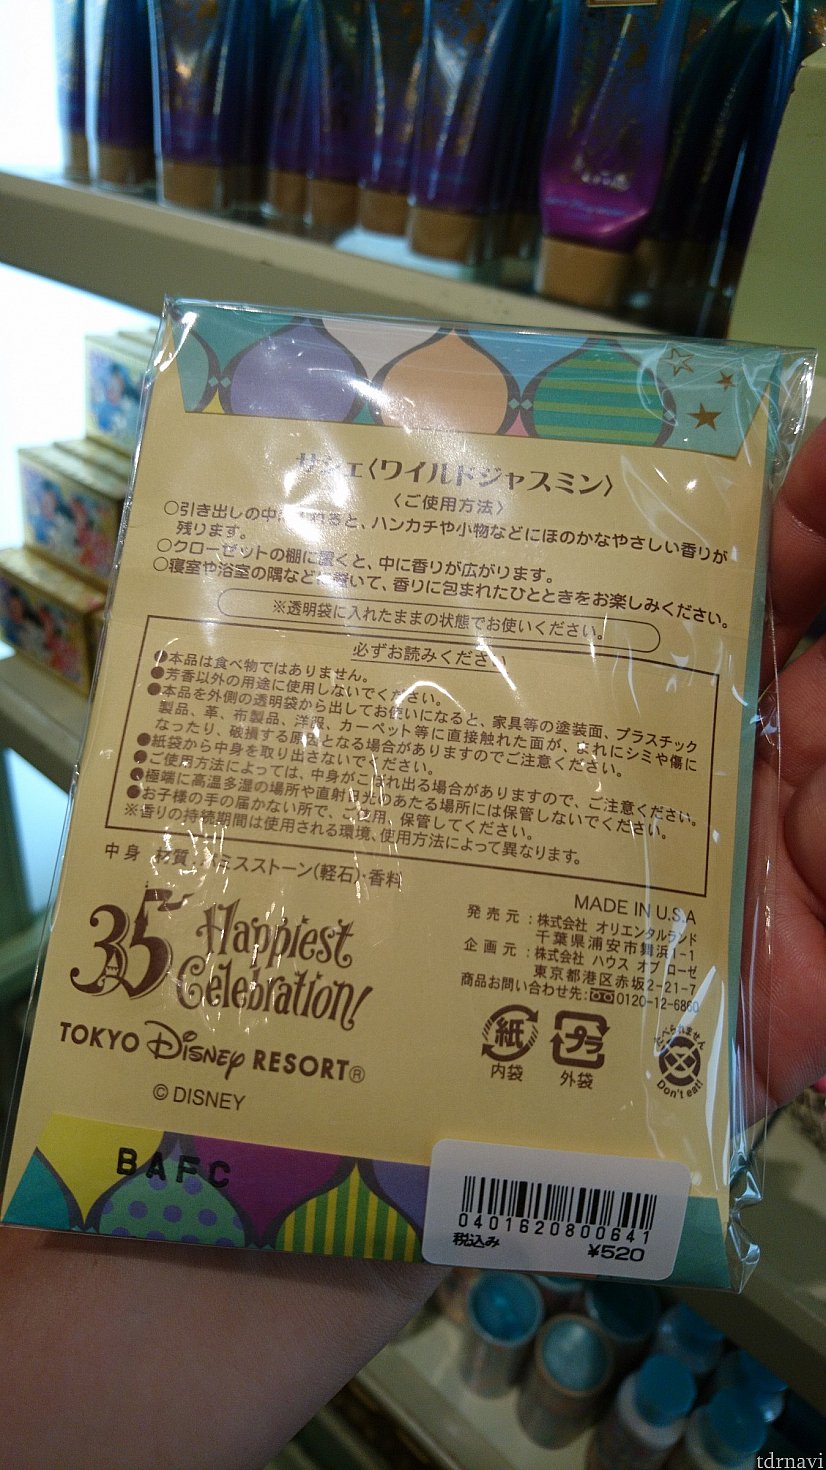 サシェ〈ワイルドジャスミン〉
〈ご使用方法〉
○引き出しの中に入れると、ハンカチや小物などにほのかなやさしい香りが
残ります。
○クローゼットの棚に置くと、中に香りが広がります。
○寝室や浴室の隅などに置いて、香りに包まれたひとときをお楽しみください。
※透明袋に入れたままの状態でお使いください。
必ずお読みください
●本品は食べ物ではありません。
●芳香以外の用途に使用しないでください。
●本品を外側の透明袋から出してお使いになると、家具等の塗装面、プラスチック
製品、革、布製品、洋服、カーペット等に直接触れた面が、まれにシミや傷に
なったり、破損する原因となる場合がありますのでご注意ください。
●紙袋から中身を取り出さないでください。
●ご使用方法によっては、中身がこぼれ出る場合がありますので、ご注意ください。
●極端に高温多湿の場所や直射日光のあたる場所には保管しないでください。
●お子様の手の届かない所で、ご使用、保管してください。
※香りの持続期間は使用される環境、使用方法によって異なります。
中身 材質：パミスストーン(軽石)・香料
MADE IN U.S.A
発売元：株式会社 オリエンタルランド
千葉県浦安市舞浜1-1
企画元：株式会社 ハウス オブ ローゼ
東京都港区赤坂2-21-7
商品お問い合わせ先：0120-12-6860
35 Happiest
Celebration!
TOKYO Disney RESORT®
© DISNEY
紙
内袋
プラ
外袋
たべられません
Don't eat!
BAFC
0401620800641
税込み
¥520
tdrnavi